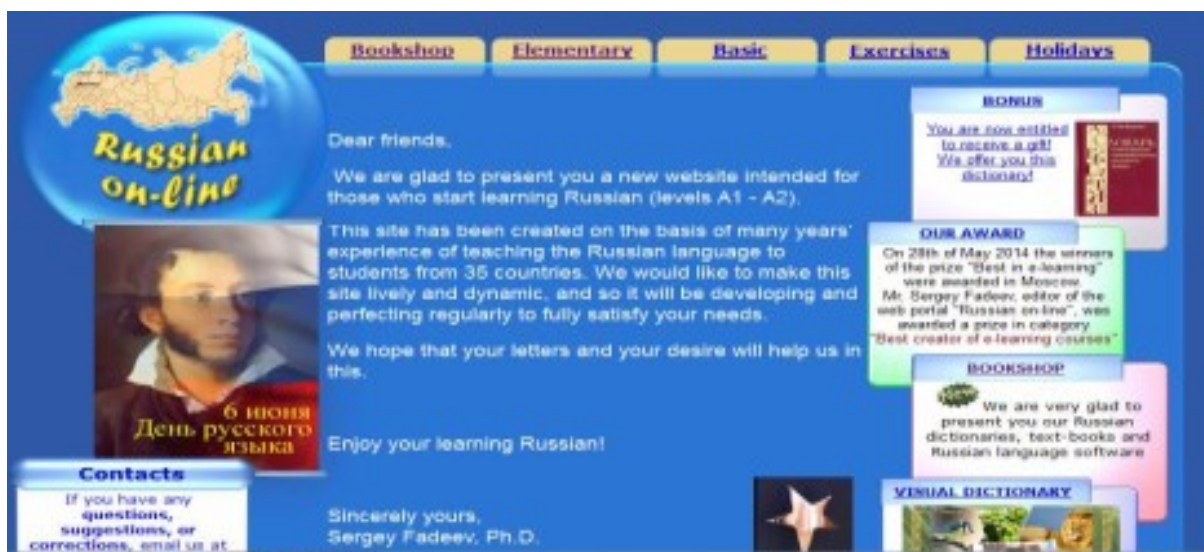 Russian
on-line
Bookshop
Elementary
Basic
Exercises
Holidays
Dear friends,
We are glad to present you a new website intended for
those who start learning Russian (levels A1 - A2).
This site has been created on the basis of many years'
experience of teaching the Russian language to
students from 35 countries. We would like to make this
site lively and dynamic, and so it will be developing and
perfecting regularly to fully satisfy your needs.
We hope that your letters and your desire will help us in
this.
Enjoy your learning Russian!
Sincerely yours,
Sergey Fadeev, Ph.D.
6 июня
День русского
языка
Contacts
If you have any
questions,
suggestions, or
corrections, email us at
BONUS
You are now entitled
to receive a gift!
We offer you this
dictionary!
OUR AWARD
On 28th of May 2014 the winners
of the prize "Best in e-learning"
were awarded in Moscow.
Mr. Sergey Fadeev, editor of the
web portal "Russian on-line", was
awarded a prize in category
"Best creator of e-learning courses"
BOOKSHOP
New
We are very glad to
present you our Russian
dictionaries, text-books and
Russian language software
VISUAL DICTIONARY